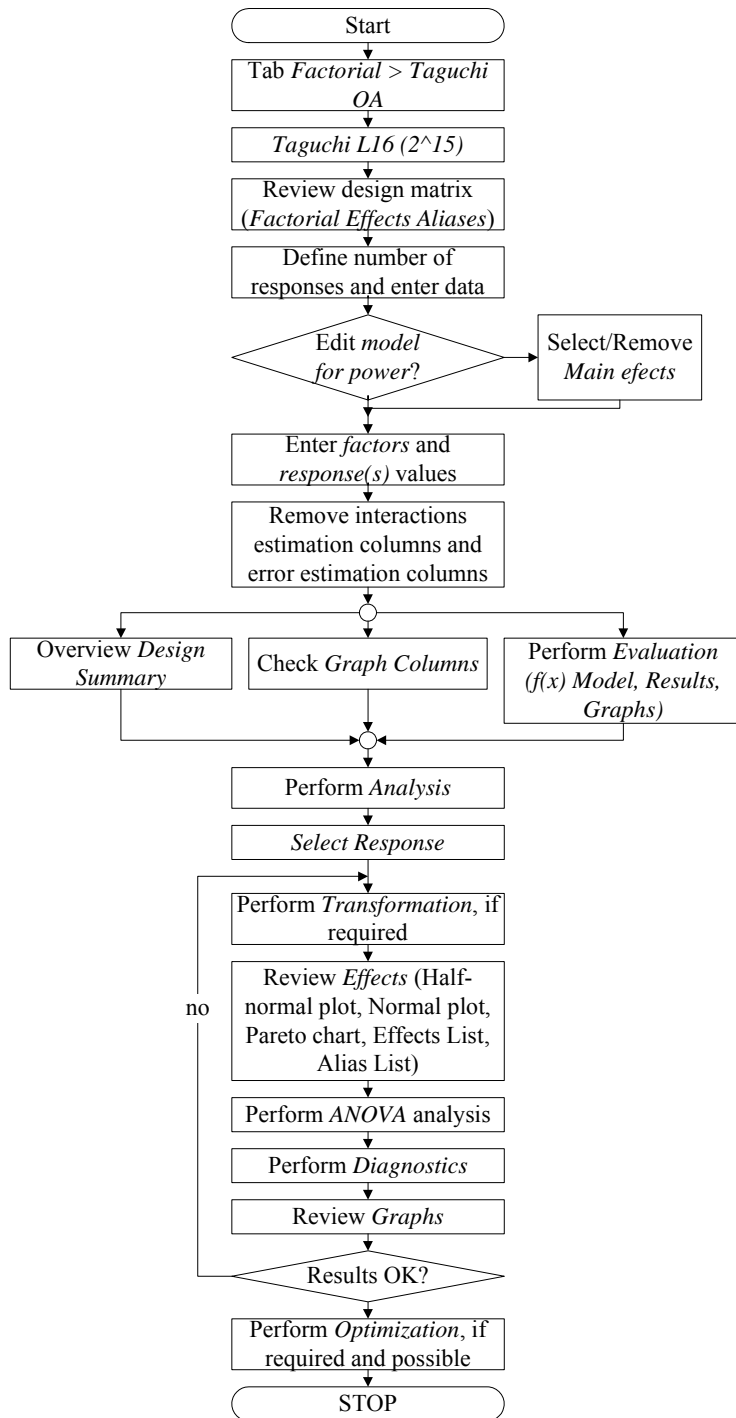 Start
Tab Factorial > Taguchi
OA
Taguchi L16 (2^15)
Review design matrix
(Factorial Effects Aliases)
Define number of
responses and enter data
Edit model
for power?
Select/Remove
Main efects
Enter factors and
response(s) values
Remove interactions
estimation columns and
error estimation columns
Overview Design
Summary
Check Graph Columns
Perform Evaluation
(f(x) Model, Results,
Graphs)
Perform Analysis
Select Response
Perform Transformation, if
required
Review Effects (Half-
normal plot, Normal plot,
Pareto chart, Effects List,
Alias List)
no
Perform ANOVA analysis
Perform Diagnostics
Review Graphs
Results OK?
Perform Optimization, if
required and possible
STOP